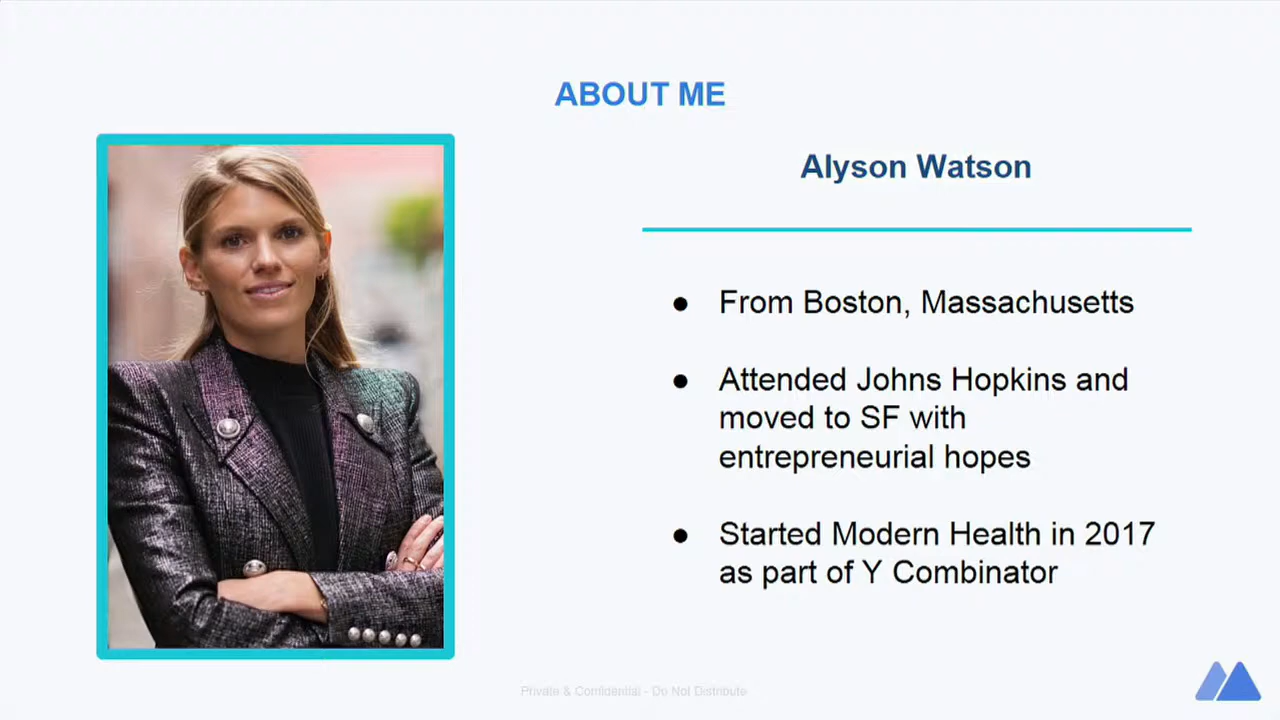 ABOUT ME
Alyson Watson
● From Boston, Massachusetts
● Attended Johns Hopkins and
moved to SF with
entrepreneurial hopes
● Started Modern Health in 2017
as part of Y Combinator
Private & Confidential - Do Not Distribute